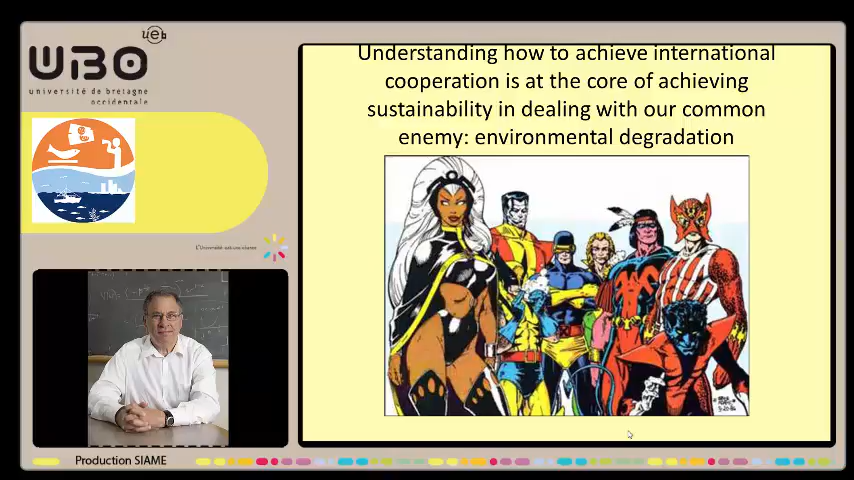 ueb
UBO
université de bretagne
occidentale
Understanding how to achieve international
cooperation is at the core of achieving
sustainability in dealing with our common
enemy: environmental degradation
Production SIAME